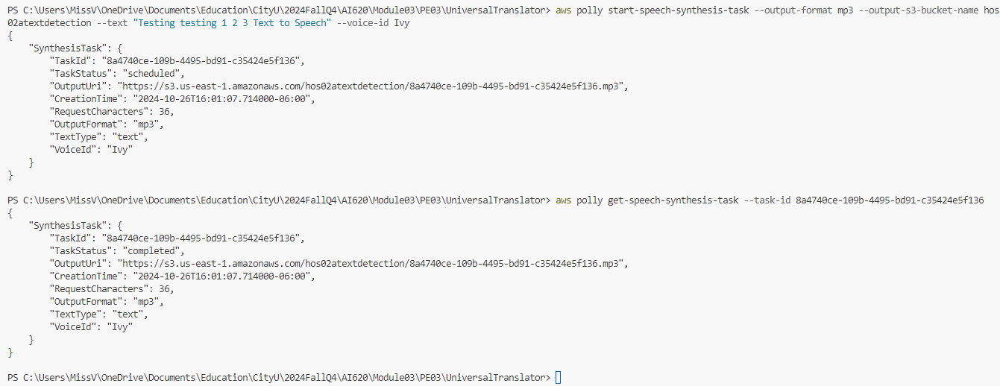 PS C:\Users\MissV\OneDrive\Documents\Education\CityU\2024FallQ4\AI620\Module03\PE03\UniversalTranslator> aws polly start-speech-synthesis-task --output-format mp3 --output-s3-bucket-name hos
02atextdetection --text "Testing testing 1 2 3 Text to Speech" --voice-id Ivy
{
    "SynthesisTask": {
        "TaskId": "8a4740ce-109b-4495-bd91-c35424e5f136",
        "TaskStatus": "scheduled",
        "OutputUri": "https://s3.us-east-1.amazonaws.com/hos02atextdetection/8a4740ce-109b-4495-bd91-c35424e5f136.mp3",
        "CreationTime": "2024-10-26T16:01:07.714000-06:00",
        "RequestCharacters": 36,
        "OutputFormat": "mp3",
        "TextType": "text",
        "VoiceId": "Ivy"
    }
}
PS C:\Users\MissV\OneDrive\Documents\Education\CityU\2024FallQ4\AI620\Module03\PE03\UniversalTranslator> aws polly get-speech-synthesis-task --task-id 8a4740ce-109b-4495-bd91-c35424e5f136
{
    "SynthesisTask": {
        "TaskId": "8a4740ce-109b-4495-bd91-c35424e5f136",
        "TaskStatus": "completed",
        "OutputUri": "https://s3.us-east-1.amazonaws.com/hos02atextdetection/8a4740ce-109b-4495-bd91-c35424e5f136.mp3",
        "CreationTime": "2024-10-26T16:01:07.714000-06:00",
        "RequestCharacters": 36,
        "OutputFormat": "mp3",
        "TextType": "text",
        "VoiceId": "Ivy"
    }
}
PS C:\Users\MissV\OneDrive\Documents\Education\CityU\2024FallQ4\AI620\Module03\PE03\UniversalTranslator>